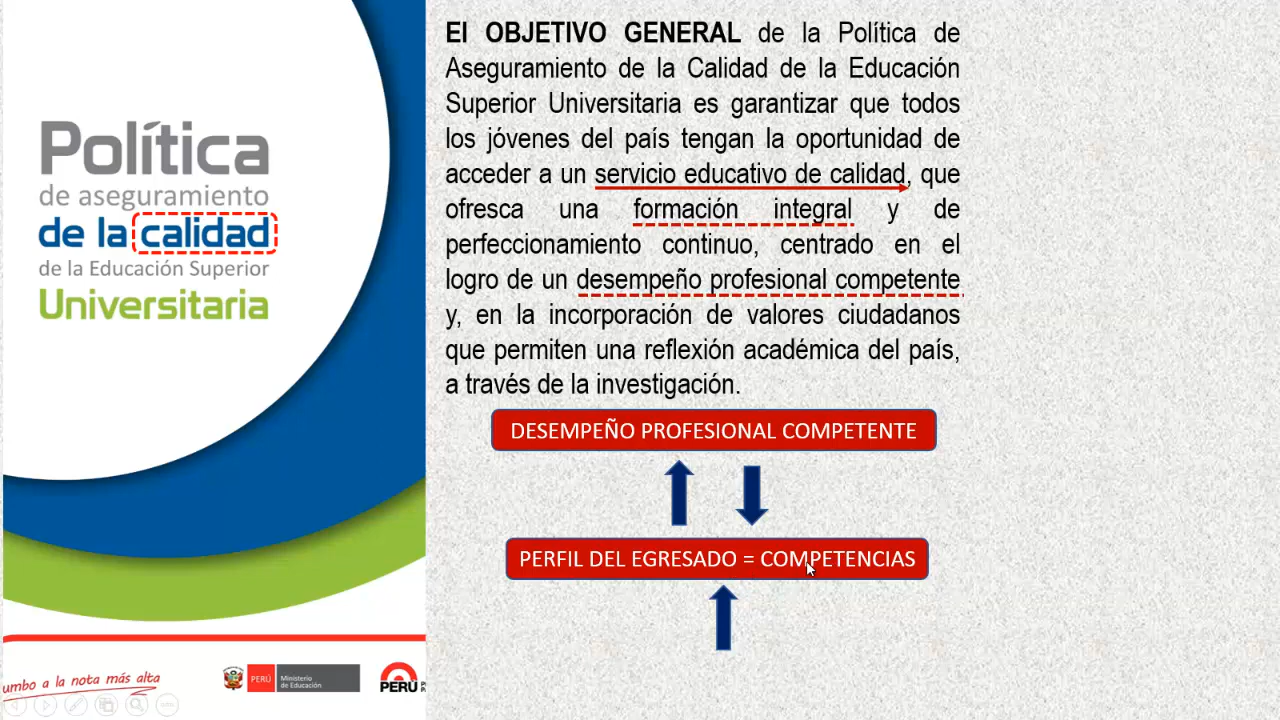 Política
de aseguramiento
de la calidad
de la Educación Superior
Universitaria
El OBJETIVO GENERAL de la Política de
Aseguramiento de la Calidad de la Educación
Superior Universitaria es garantizar que todos
los jóvenes del país tengan la oportunidad de
acceder a un servicio educativo de calidad, que
ofresca una formación integral y de
perfeccionamiento continuo, centrado en el
logro de un desempeño profesional competente
y, en la incorporación de valores ciudadanos
que permiten una reflexión académica del país,
a través de la investigación.
DESEMPEÑO PROFESIONAL COMPETENTE
PERFIL DEL EGRESADO = COMPETENCIAS
umbo a la nota más alta
PERÚ
Ministerio
de Educación
PERÚ